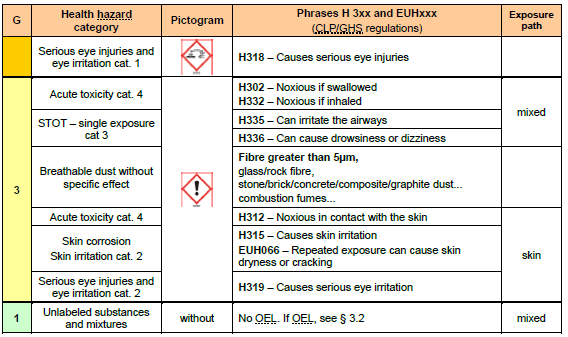 G
Health hazard
category
Pictogram
Phrases H 3xx and EUHxxx
(CLP/GHS regulations)
Exposure
path
Serious eye injuries and
eye irritation cat. 1
H318 – Causes serious eye injuries
3
Acute toxicity cat. 4
H302 – Noxious if swallowed
H332 – Noxious if inhaled
mixed
STOT – single exposure
cat 3
H335 – Can irritate the airways
H336 – Can cause drowsiness or dizziness
Breathable dust without
specific effect
Fibre greater than 5µm,
glass/rock fibre,
stone/brick/concrete/composite/graphite dust...
combustion fumes...
Acute toxicity cat. 4
H312 – Noxious in contact with the skin
skin
Skin corrosion
Skin irritation cat. 2
H315 – Causes skin irritation
EUH066 – Repeated exposure can cause skin
dryness or cracking
Serious eye injuries and
eye irritation cat. 2
H319 – Causes serious eye irritation
1
Unlabeled substances
and mixtures
without
No OEL. If OEL, see § 3.2
mixed